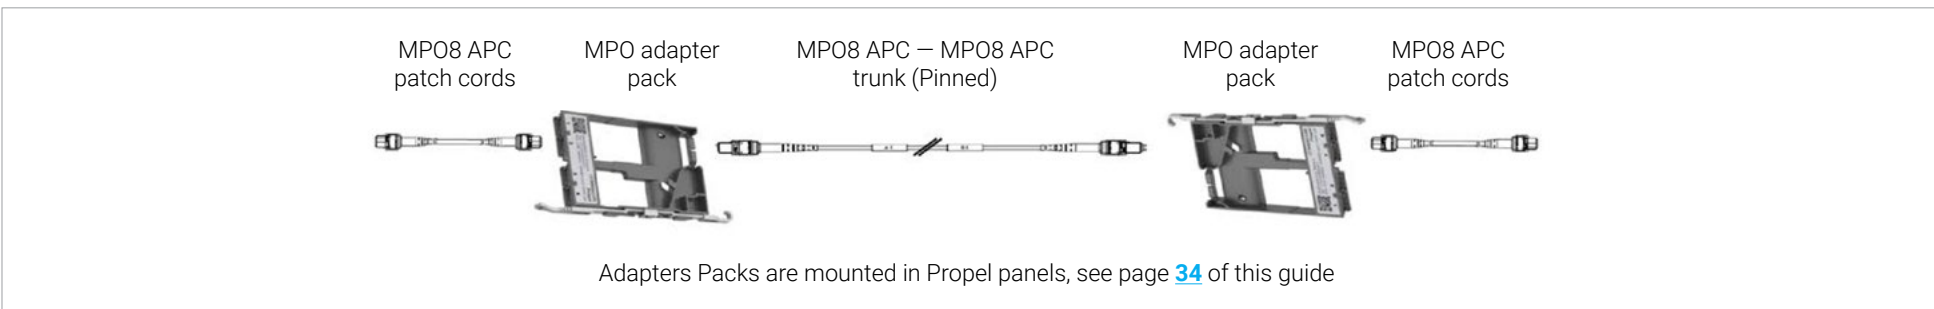 MPO8 APC
patch cords
MPO adapter
pack
MPO8 APC — MPO8 APC
trunk (Pinned)
MPO adapter
pack
MPO8 APC
patch cords
Adapters Packs are mounted in Propel panels, see page 34 of this guide